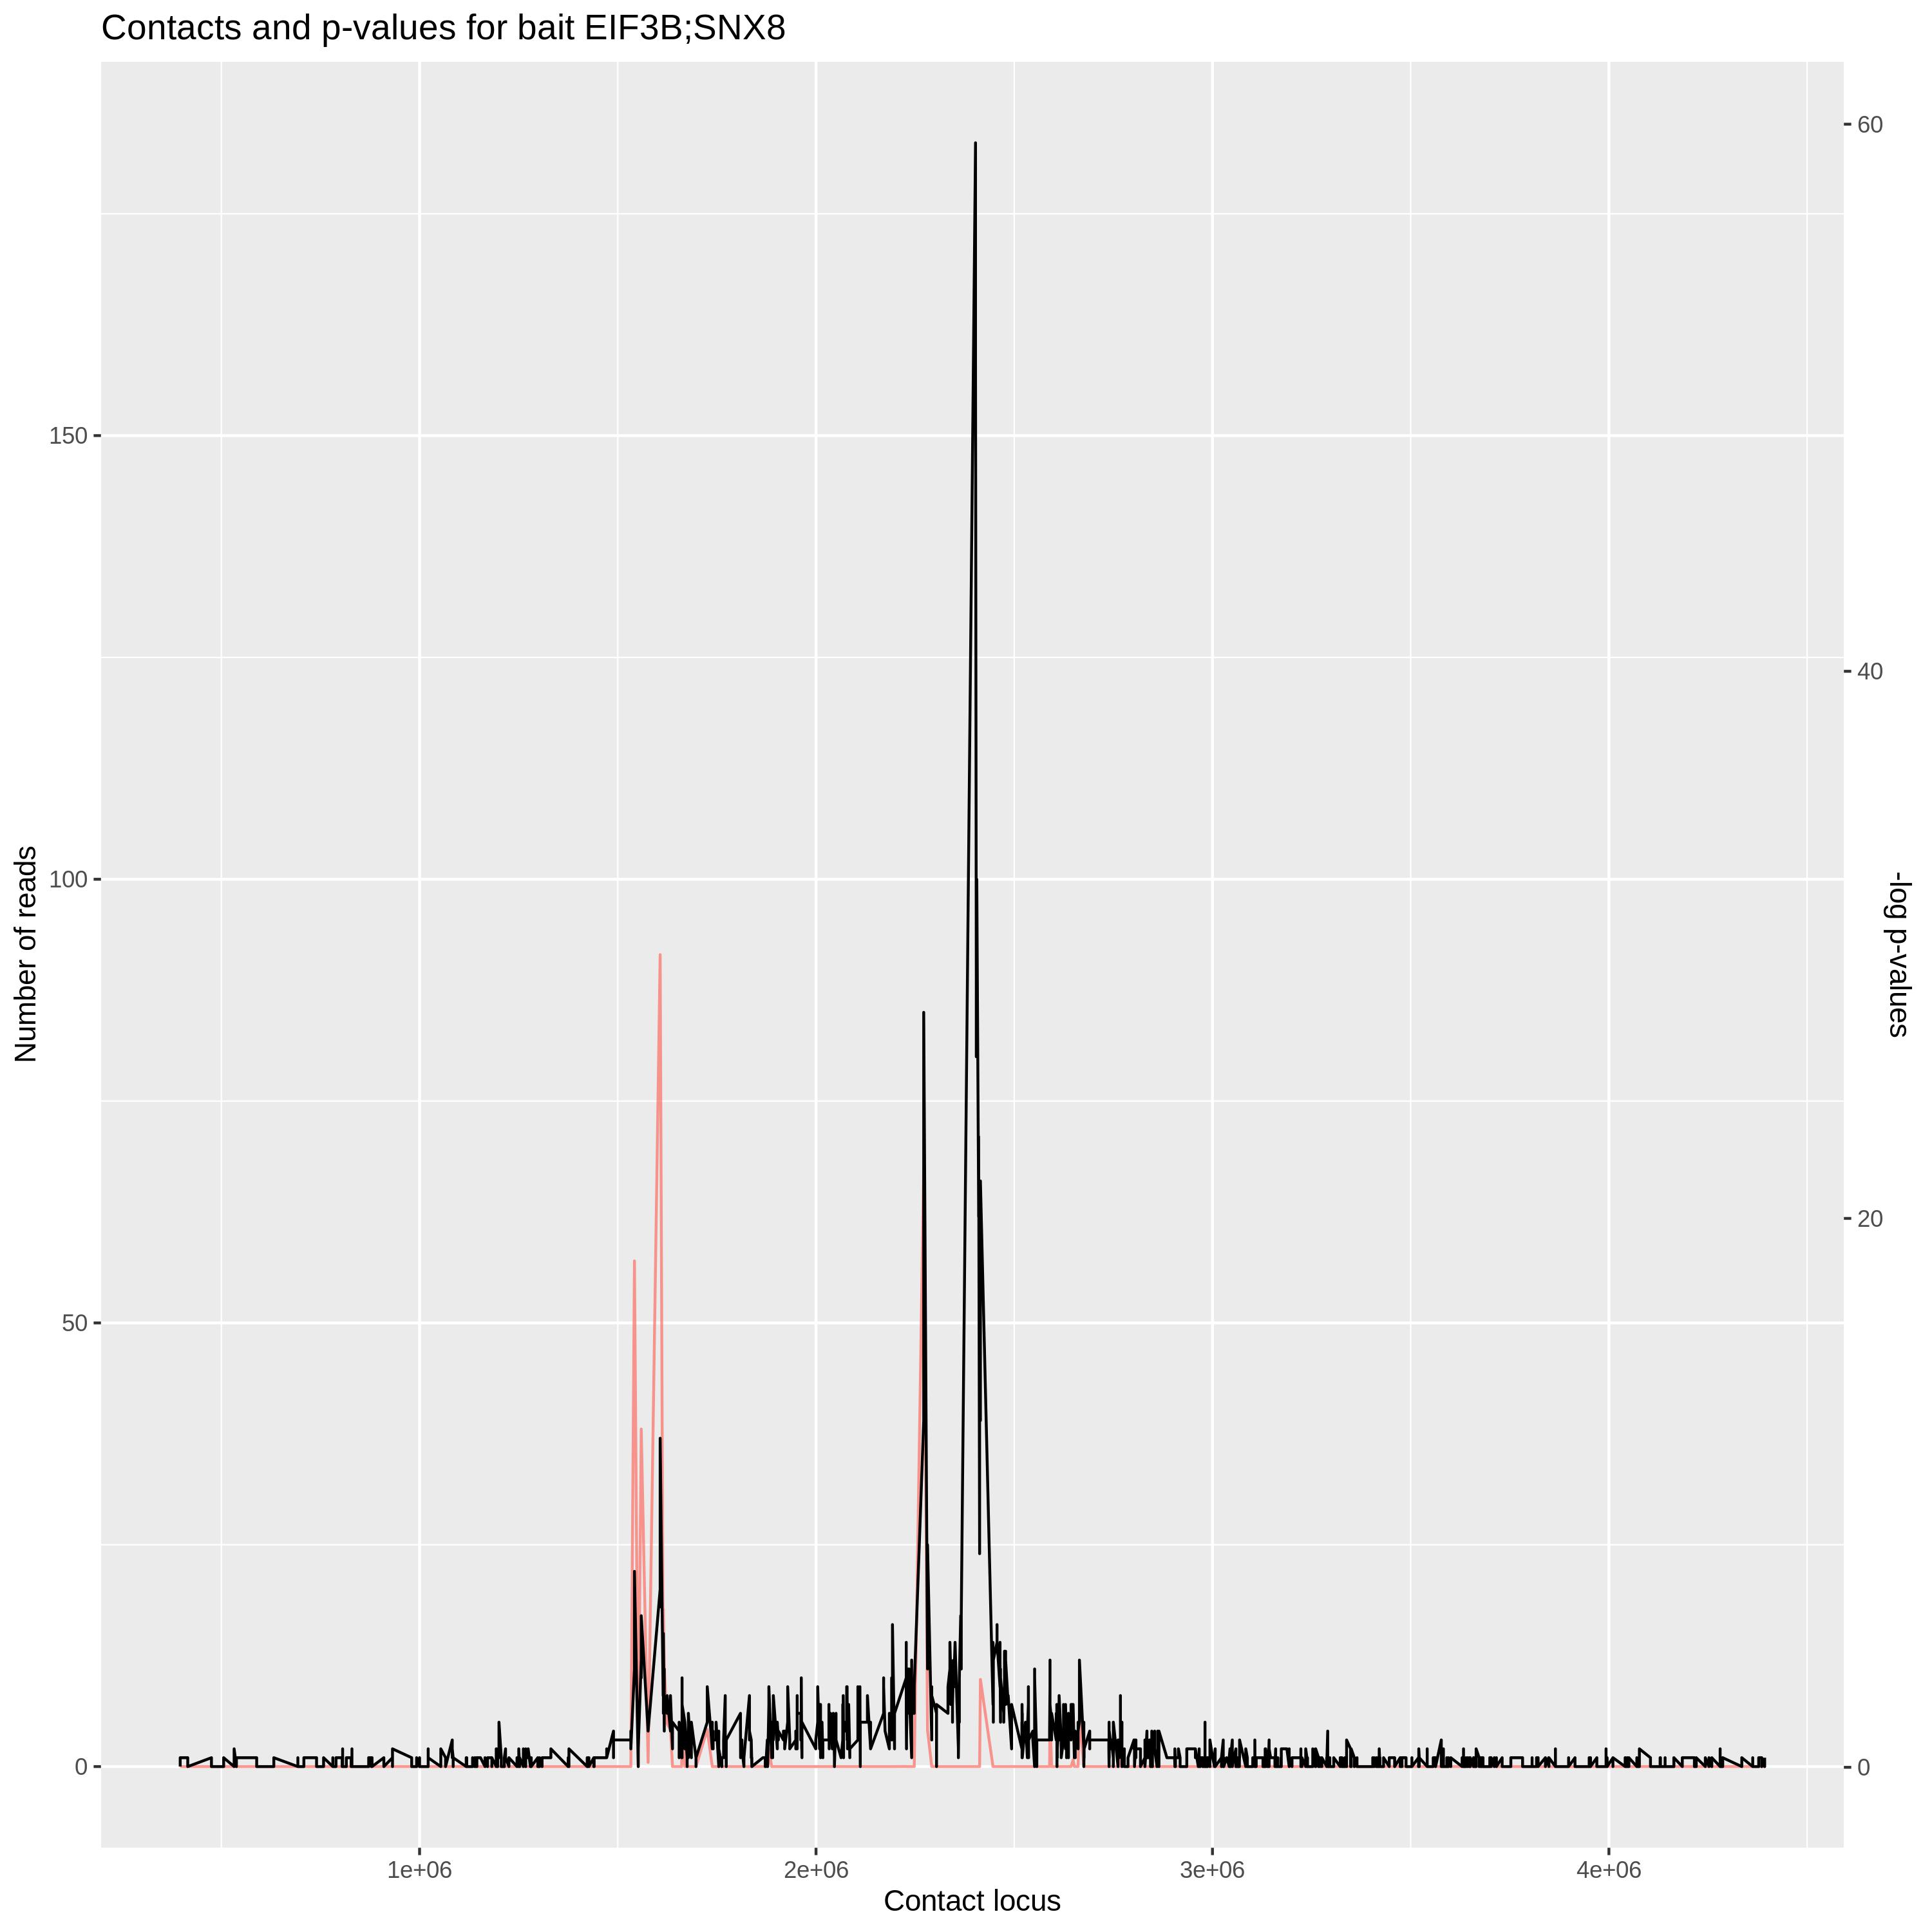 Contacts and p-values for bait EIF3B;SNX8
60
150
40
100
Number of reads
-log p-values
20
50
0
0
1e+06
2e+06
3e+06
4e+06
Contact locus